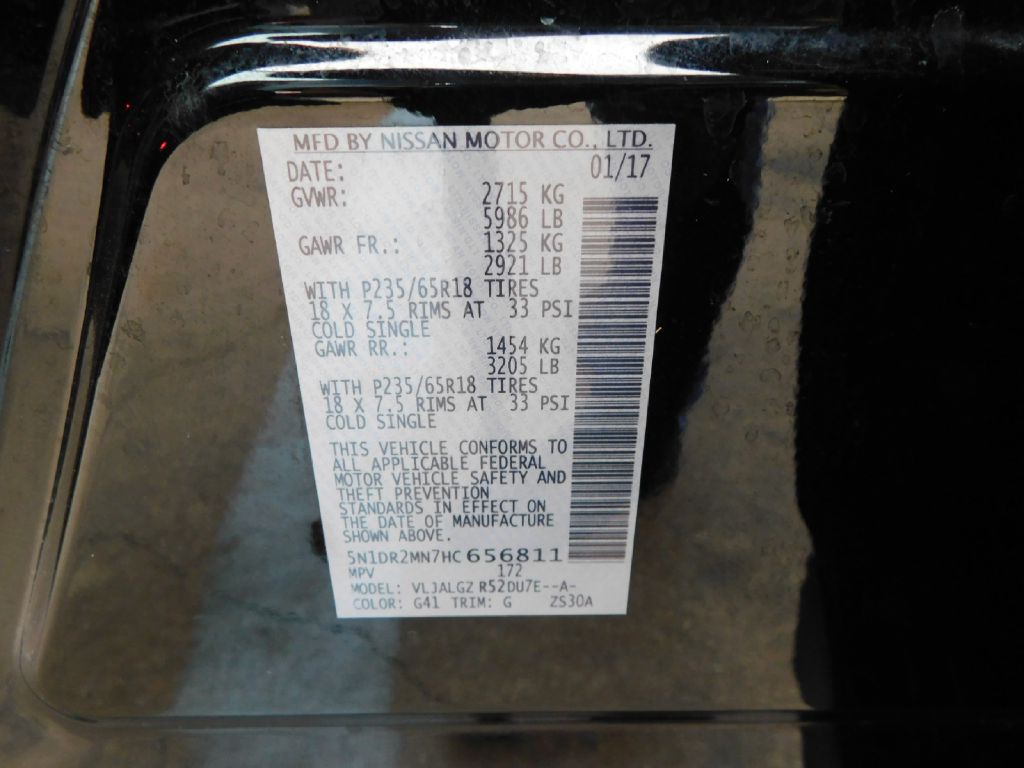 MFD BY NISSAN MOTOR CO., LTD.
DATE: 01/17
GVWR: 2715 KG
5986 LB
GAWR FR.: 1325 KG
2921 LB
WITH P235/65R18 TIRES
18 X 7.5 RIMS AT 33 PSI
COLD SINGLE
GAWR RR.: 1454 KG
3205 LB
WITH P235/65R18 TIRES
18 X 7.5 RIMS AT 33 PSI
COLD SINGLE
THIS VEHICLE CONFORMS TO
ALL APPLICABLE FEDERAL
MOTOR VEHICLE SAFETY AND
THEFT PREVENTION
STANDARDS IN EFFECT ON
THE DATE OF MANUFACTURE
SHOWN ABOVE.
5N1DR2MN7HC656811
MPV 172
MODEL: VLJALGZ R52DU7E--A-
COLOR: G41 TRIM: G ZS30A